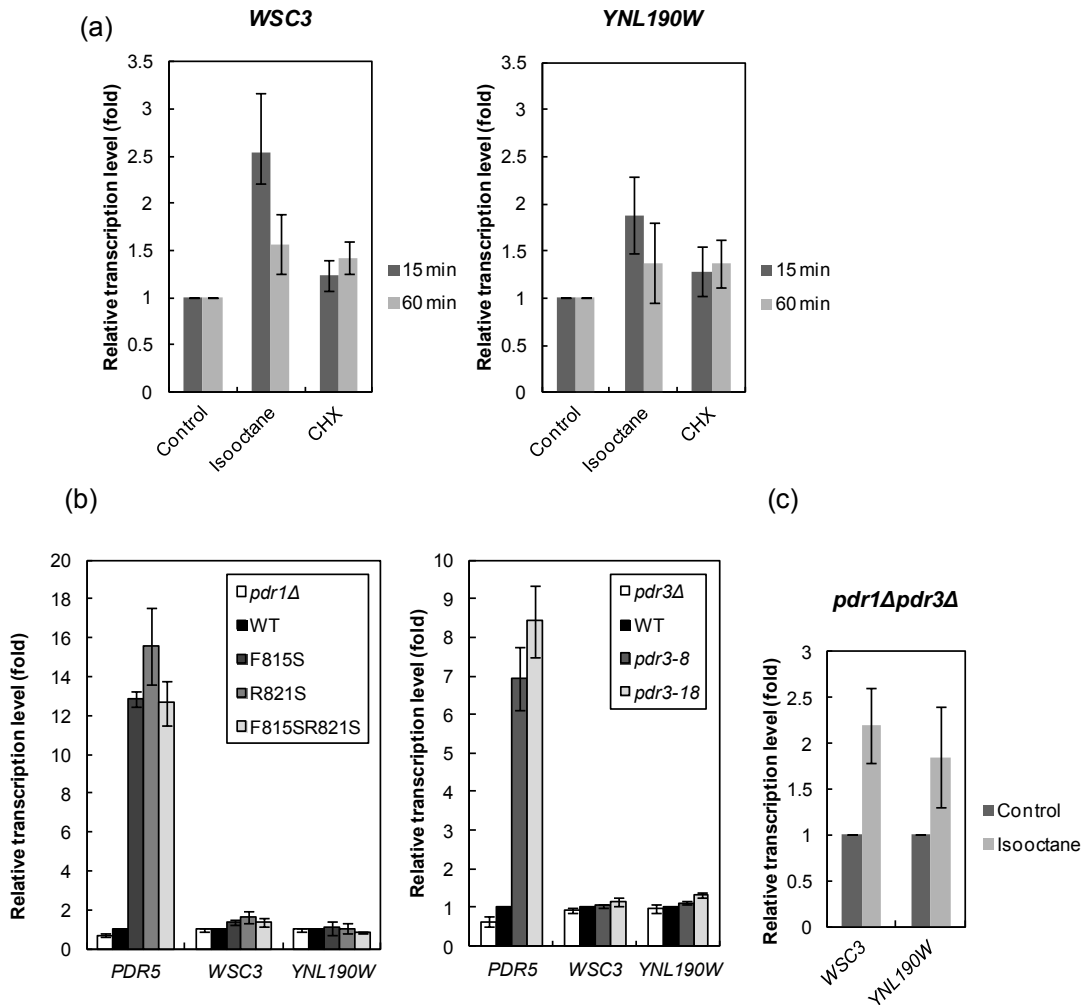 (a)
WSC3
Relative transcription level (fold)
3.5
3
2.5
2
1.5
1
0.5
0
Control
Isooctane
CHX
15 min
60 min
YNL190W
Relative transcription level (fold)
3.5
3
2.5
2
1.5
1
0.5
0
Control
Isooctane
CHX
15 min
60 min
(b)
Relative transcription level (fold)
20
18
16
14
12
10
8
6
4
2
0
pdr1Δ
WT
F815S
R821S
F815SR821S
PDR5
WSC3
YNL190W
Relative transcription level (fold)
10
9
8
7
6
5
4
3
2
1
0
pdr3Δ
WT
pdr3-8
pdr3-18
PDR5
WSC3
YNL190W
(c)
pdr1Δpdr3Δ
Relative transcription level (fold)
3
2.5
2
1.5
1
0.5
0
WSC3
YNL190W
Control
Isooctane